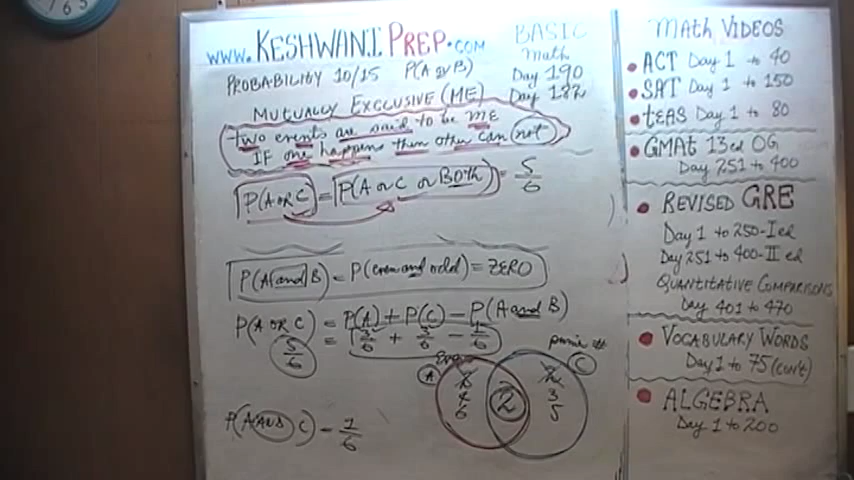 WWW.KESHWANIPREP.COM
BASIC
Math
Day 190
Day 182
PROBABILITY 10/15 P(A or B)
MUTUALLY EXCLUSIVE (ME)
two events are said to be ME
IF one happens then other can not
P(A or C) = P(A or C or BOTH) = 5/6
P(A and B) = P(even and odd) = ZERO
P(A OR C) = P(A) + P(C) - P(A and B)
5/6 = 3/6 + 3/6 - 1/6
Even
A
2
4
6
2
C
2
3
5
P(A AND C) = 1/6
Math VIDEOS
ACT Day 1 to 40
SAT Day 1 to 150
tEAS Day 1 to 80
GMAt 13ed OG
Day 251 to 400
REVISED GRE
Day 1 to 250-I ed
Day 251 to 400-II ed
QUANTITATIVE COMPARISONS
Day 401 to 470
VOCABULARY WORDS
Day 1 to 75 (con't)
ALGEBRA
Day 1 to 200